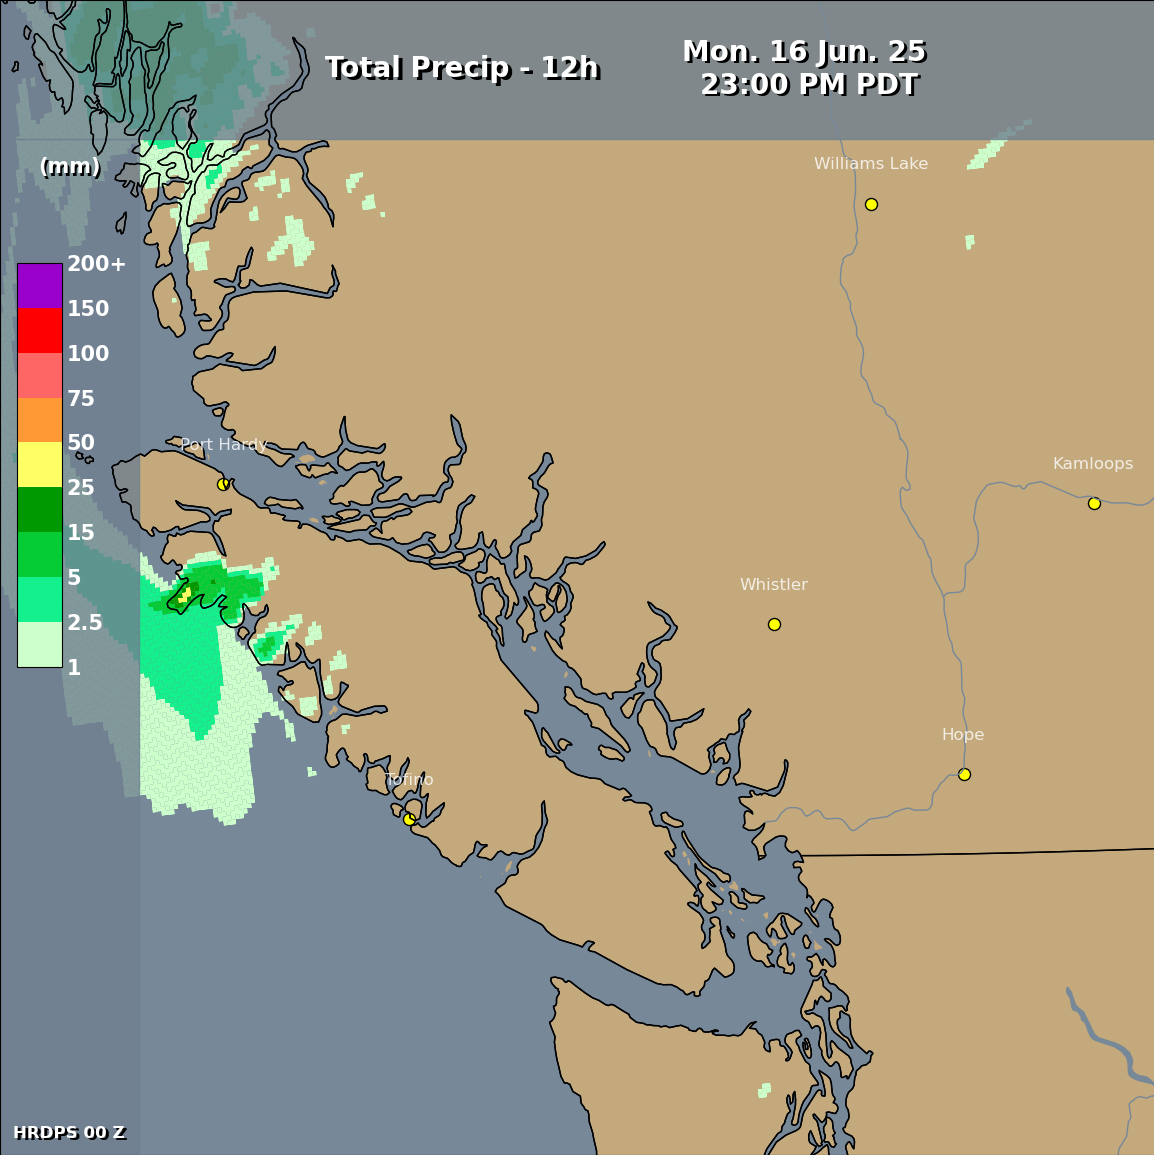 Total Precip - 12h
Mon. 16 Jun. 25
23:00 PM PDT
(mm)
Williams Lake
200+
150
100
75
50
25
15
5
2.5
1
Port Hardy
Kamloops
Whistler
Hope
Tofino
HRDPS 00 Z